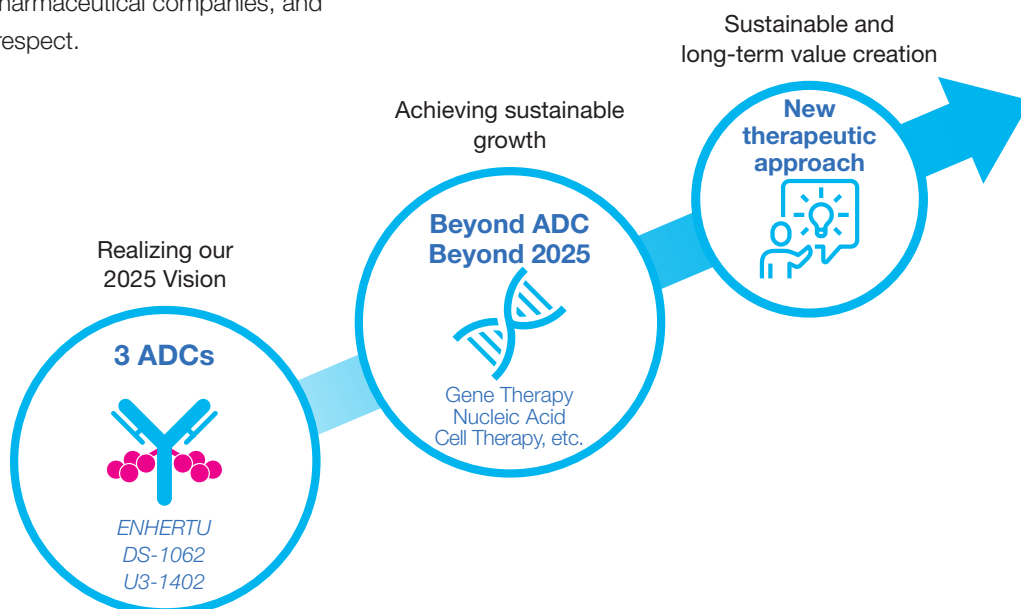 harmaceutical companies, and
respect.
Sustainable and
long-term value creation
New
therapeutic
approach
Achieving sustainable
growth
Beyond ADC
Beyond 2025
Gene Therapy
Nucleic Acid
Cell Therapy, etc.
Realizing our
2025 Vision
3 ADCs
ENHERTU
DS-1062
U3-1402